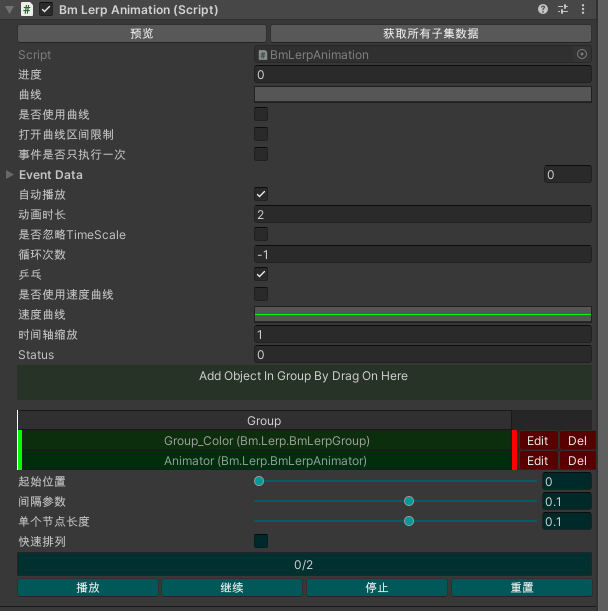 Bm Lerp Animation (Script)
预览 获取所有子集数据
Script BmLerpAnimation
进度 0
曲线
是否使用曲线
打开曲线区间限制
事件是否只执行一次
Event Data 0
自动播放
动画时长 2
是否忽略TimeScale
循环次数 -1
乒乓
是否使用速度曲线
速度曲线
时间轴缩放 1
Status 0
Add Object In Group By Drag On Here
Group
Group_Color (Bm.Lerp.BmLerpGroup) Edit Del
Animator (Bm.Lerp.BmLerpAnimator) Edit Del
起始位置 0
间隔参数 0.1
单个节点长度 0.1
快速排列
0/2
播放 继续 停止 重置